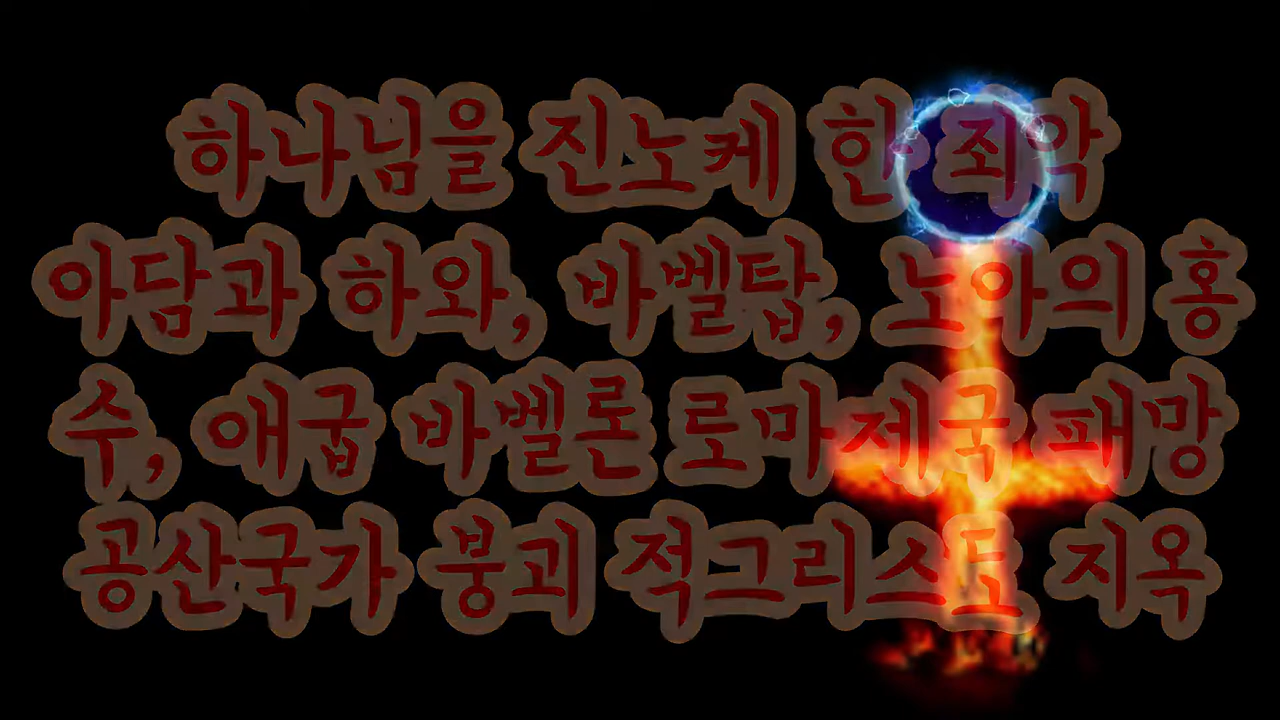 하나님을 진노케 한 죄악
아담과 하와, 바벨탑, 노아의 홍
수, 애굽 바벨론 로마제국 패망
공산국가 붕괴 적그리스도 지옥